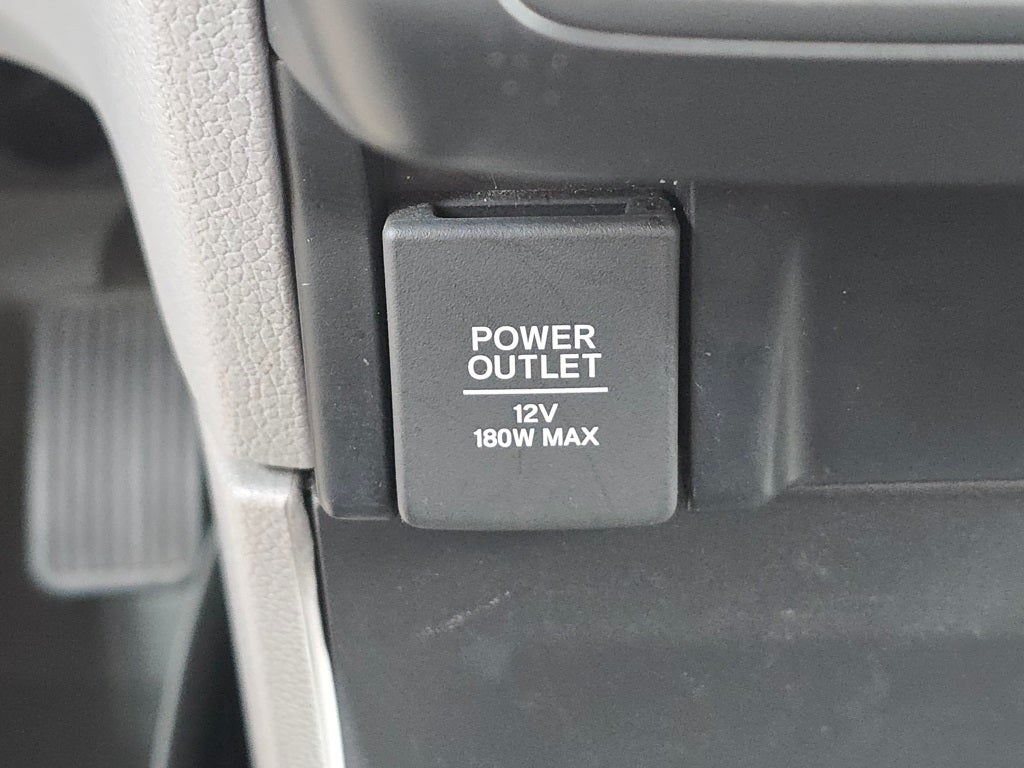 POWER
OUTLET
12V
180W MAX